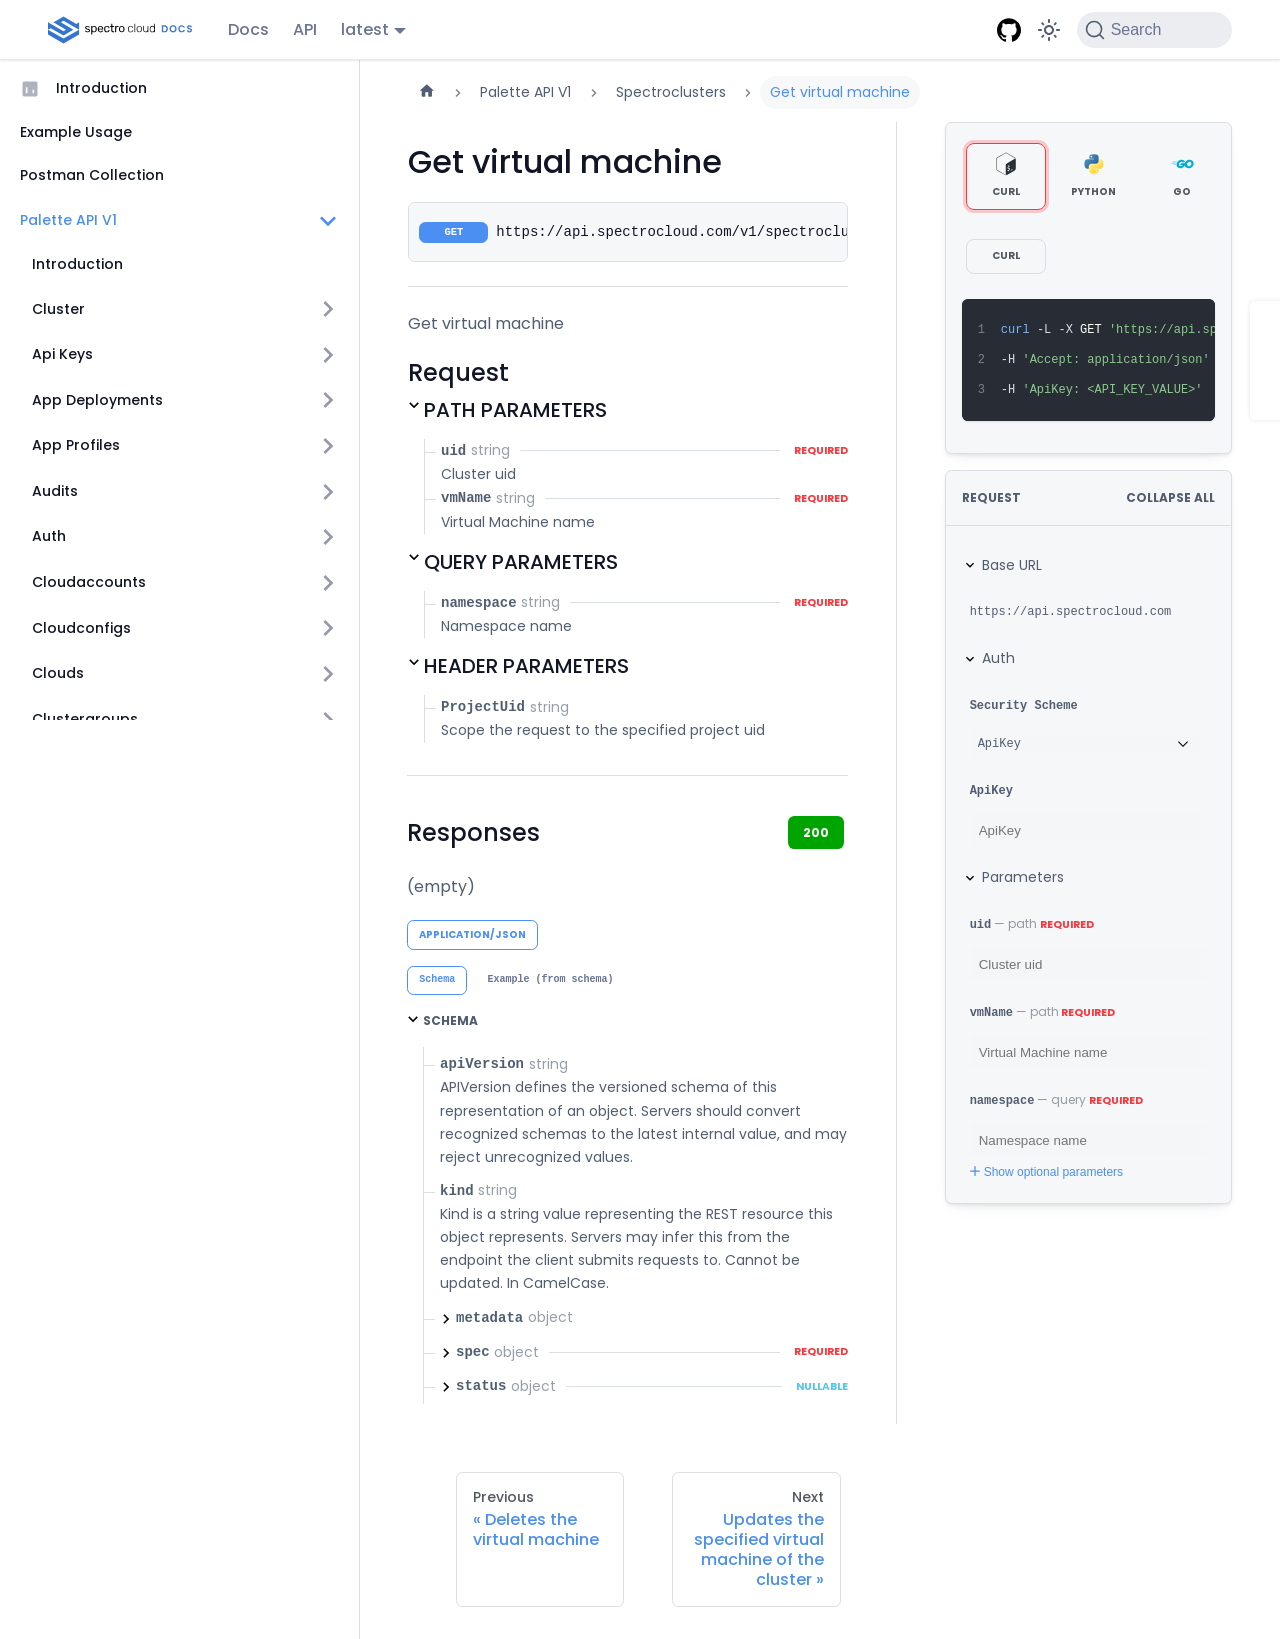 spectro cloud DOCS
Docs
API
latest
Search
Introduction
Example Usage
Postman Collection
Palette API V1
Introduction
Cluster
Api Keys
App Deployments
App Profiles
Audits
Auth
Cloudaccounts
Cloudconfigs
Clouds
Clustergroups
Palette API V1
Spectroclusters
Get virtual machine
Get virtual machine
GET https://api.spectrocloud.com/v1/spectroclu
Get virtual machine
Request
PATH PARAMETERS
uid string REQUIRED
Cluster uid
vmName string REQUIRED
Virtual Machine name
QUERY PARAMETERS
namespace string REQUIRED
Namespace name
HEADER PARAMETERS
ProjectUid string
Scope the request to the specified project uid
Responses
200
(empty)
APPLICATION/JSON
Schema
Example (from schema)
SCHEMA
apiVersion string
APIVersion defines the versioned schema of this
representation of an object. Servers should convert
recognized schemas to the latest internal value, and may
reject unrecognized values.
kind string
Kind is a string value representing the REST resource this
object represents. Servers may infer this from the
endpoint the client submits requests to. Cannot be
updated. In CamelCase.
metadata object
spec object REQUIRED
status object NULLABLE
Previous
« Deletes the
virtual machine
Next
Updates the
specified virtual
machine of the
cluster »
CURL
PYTHON
GO
CURL
1 curl -L -X GET 'https://api.sp
2 -H 'Accept: application/json'
3 -H 'ApiKey: <API_KEY_VALUE>'
REQUEST
COLLAPSE ALL
Base URL
https://api.spectrocloud.com
Auth
Security Scheme
ApiKey
ApiKey
ApiKey
Parameters
uid — path REQUIRED
Cluster uid
vmName — path REQUIRED
Virtual Machine name
namespace — query REQUIRED
Namespace name
Show optional parameters